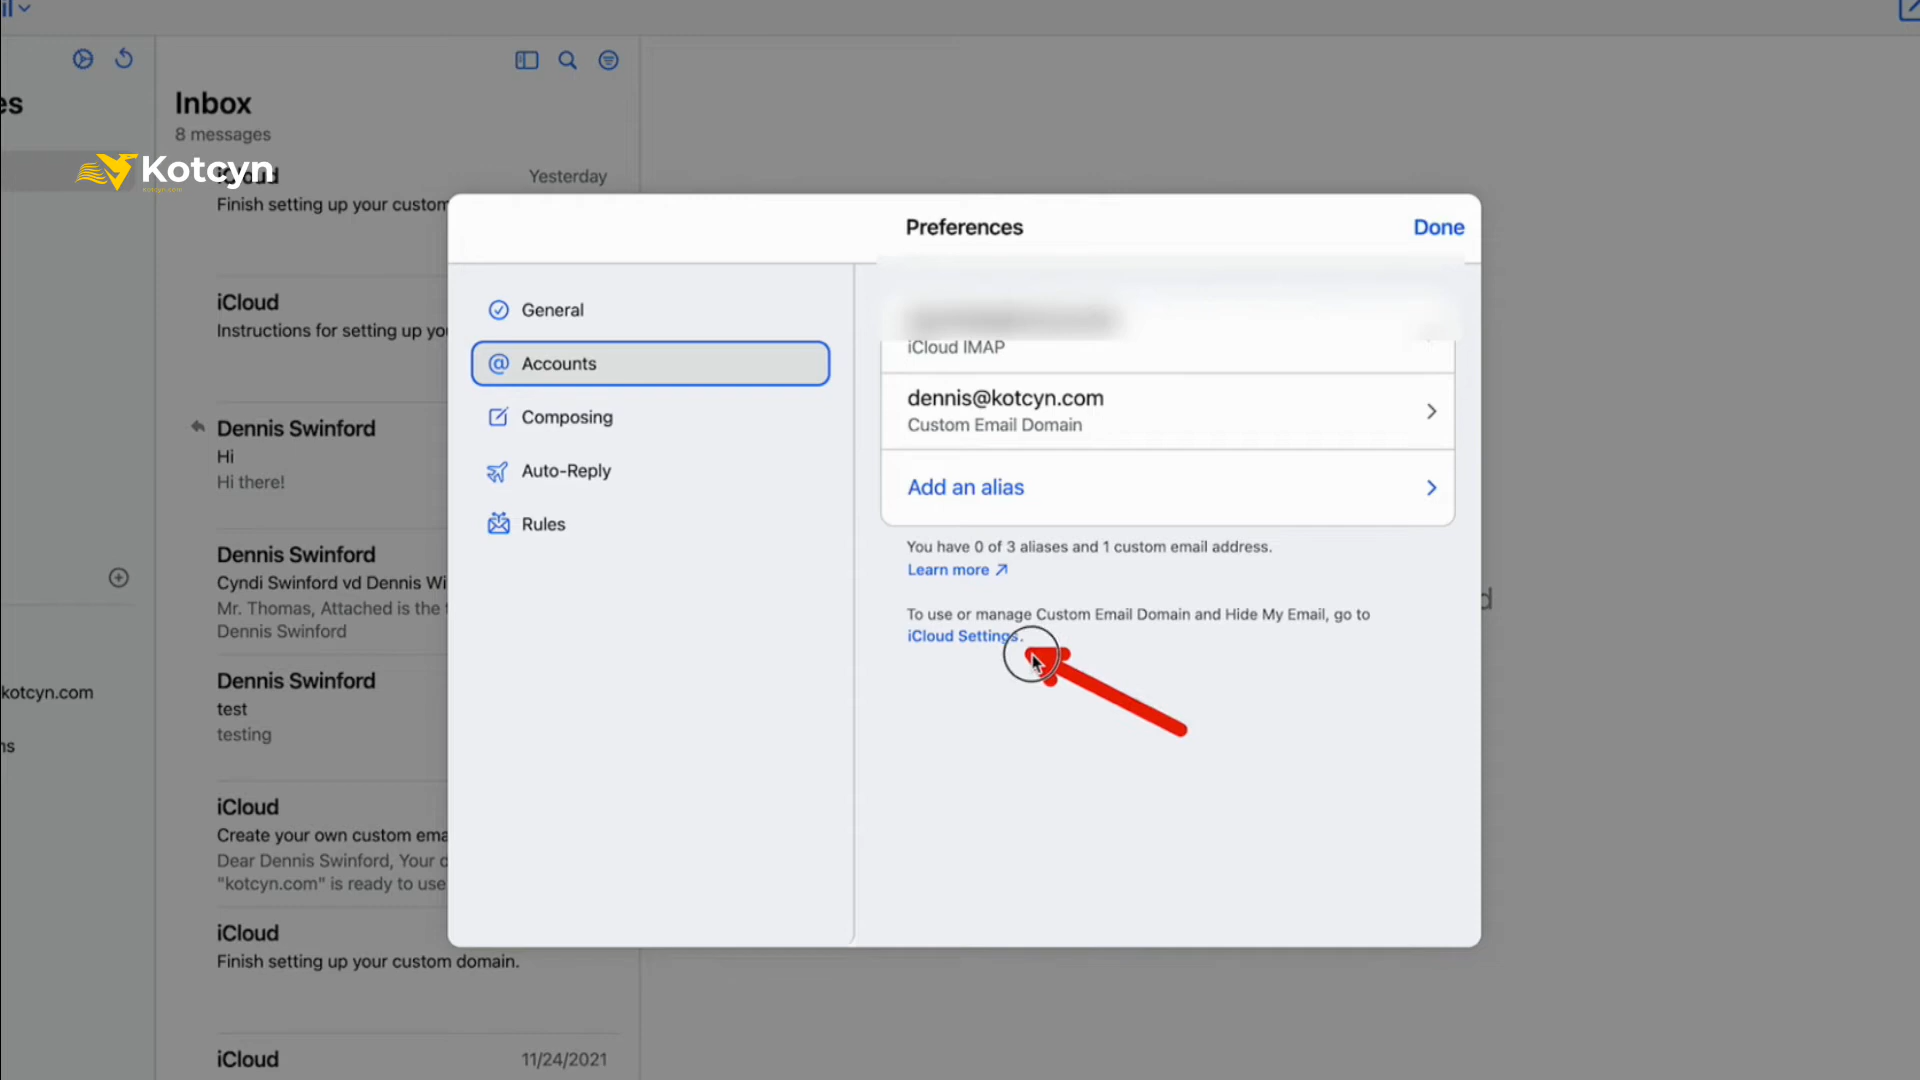 es
Inbox
8 messages
Kotcyn
kotcyn.com
iCloud
Yesterday
Finish setting up your custom
iCloud
Instructions for setting up yo
Dennis Swinford
Hi
Hi there!
Dennis Swinford
Cyndi Swinford vd Dennis Wi
Mr. Thomas, Attached is the
Dennis Swinford
Dennis Swinford
test
testing
iCloud
Create your own custom ema
Dear Dennis Swinford, Your d
"kotcyn.com" is ready to use
iCloud
Finish setting up your custom domain.
iCloud
11/24/2021
kotcyn.com
ns
Preferences
Done
General
Accounts
Composing
Auto-Reply
Rules
iCloud IMAP
dennis@kotcyn.com
Custom Email Domain
Add an alias
You have 0 of 3 aliases and 1 custom email address.
Learn more ↗
To use or manage Custom Email Domain and Hide My Email, go to
iCloud Settings.
d